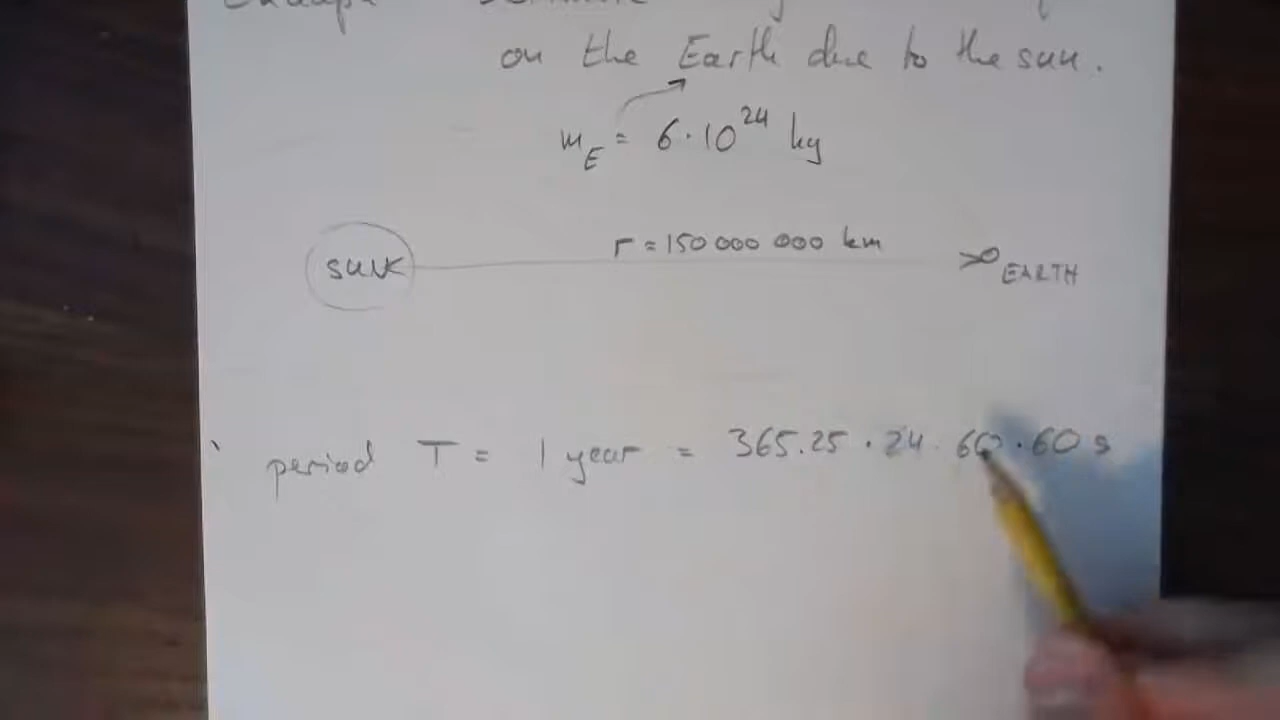 on the Earth due to the sun.
m_E = 6·10^24 kg
r = 150 000 000 km
SUN
EARTH
period T = 1 year = 365.25 · 24 · 60 · 60 s